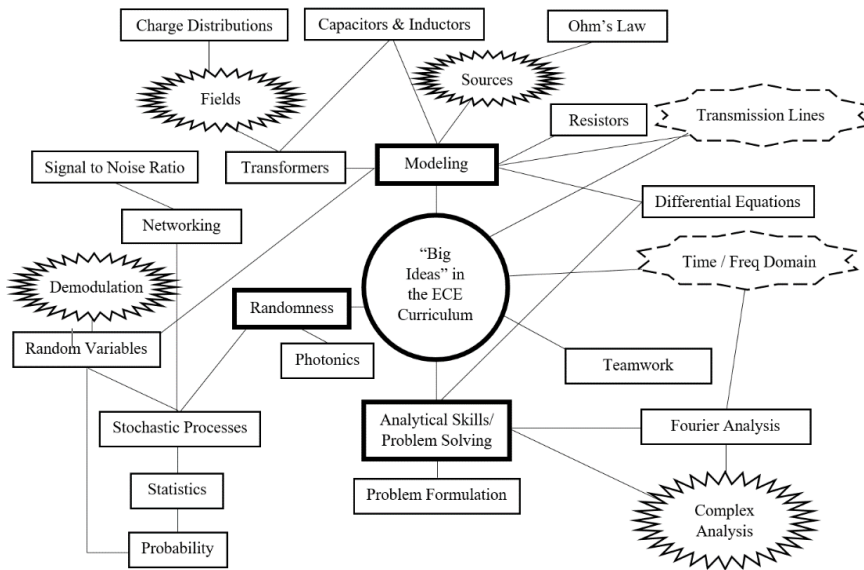 Charge Distributions
Capacitors & Inductors
Ohm's Law
Fields
Sources
Resistors
Transmission Lines
Signal to Noise Ratio
Transformers
Modeling
Networking
Differential Equations
"Big
Ideas" in
the ECE
Curriculum
Time / Freq Domain
Demodulation
Randomness
Random Variables
Photonics
Teamwork
Stochastic Processes
Analytical Skills/
Problem Solving
Fourier Analysis
Statistics
Problem Formulation
Complex
Analysis
Probability